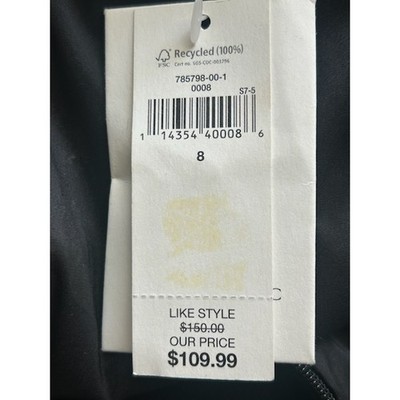 Recycled (100%)
FSC
785798-00-1
0008
S7-5
1 14354 40008 6
8
C
LIKE STYLE
$150.00
OUR PRICE
$109.99